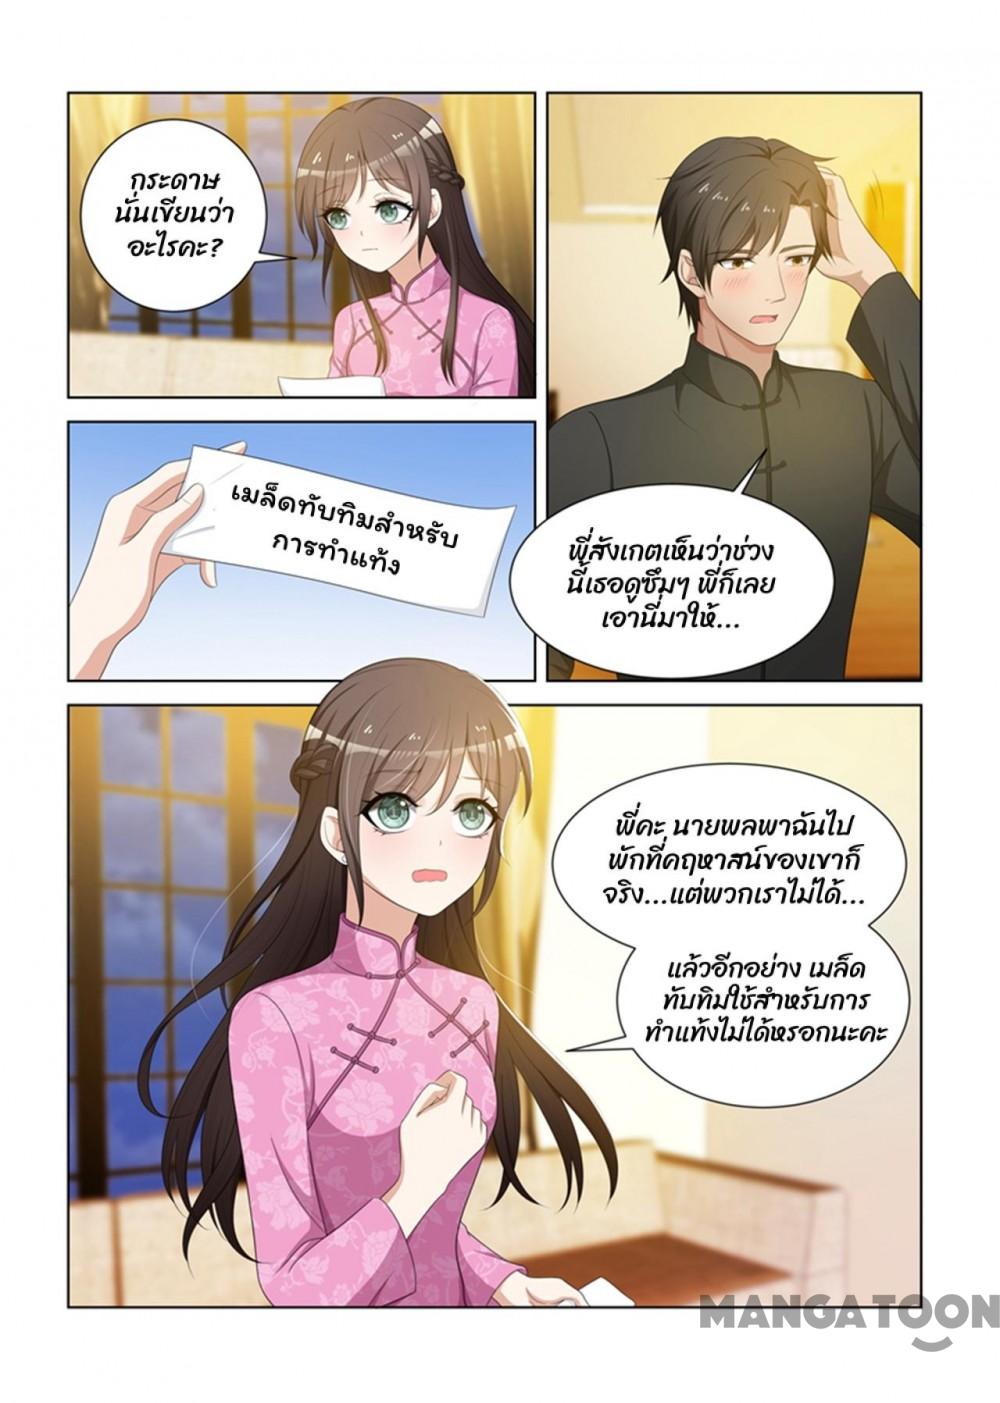 กระดาษ
นั่นเขียนว่า
อะไรคะ?
เมล็ดทับทิมสำหรับ
การทำแท้ง
พี่สังเกตเห็นว่าช่วง
นี้เธอดูซึมๆ พี่ก็เลย
เอานี่มาให้...
พี่คะ นายพลพาฉันไป
พักที่คฤหาสน์ของเขาก็
จริง...แต่พวกเราไม่ได้...
แล้วอีกอย่าง เมล็ด
ทับทิมใช้สำหรับการ
ทำแท้งไม่ได้หรอกนะคะ
MANGATOON